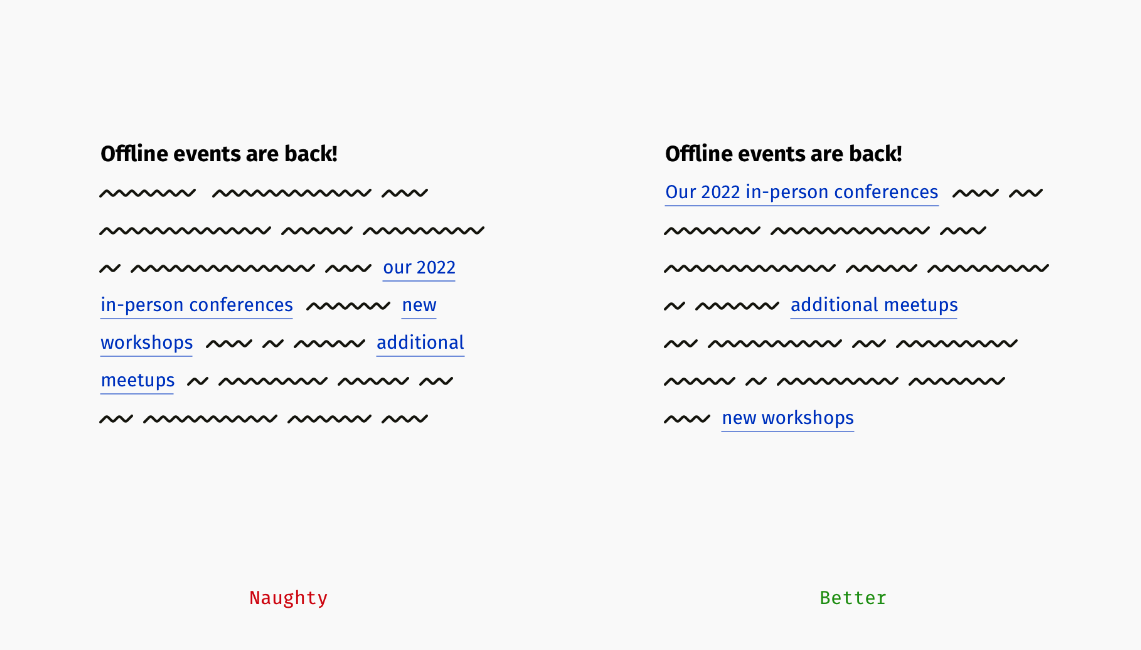 Offline events are back!
our 2022
in-person conferences new
workshops additional
meetups
Naughty
Offline events are back!
Our 2022 in-person conferences
additional meetups
new workshops
Better